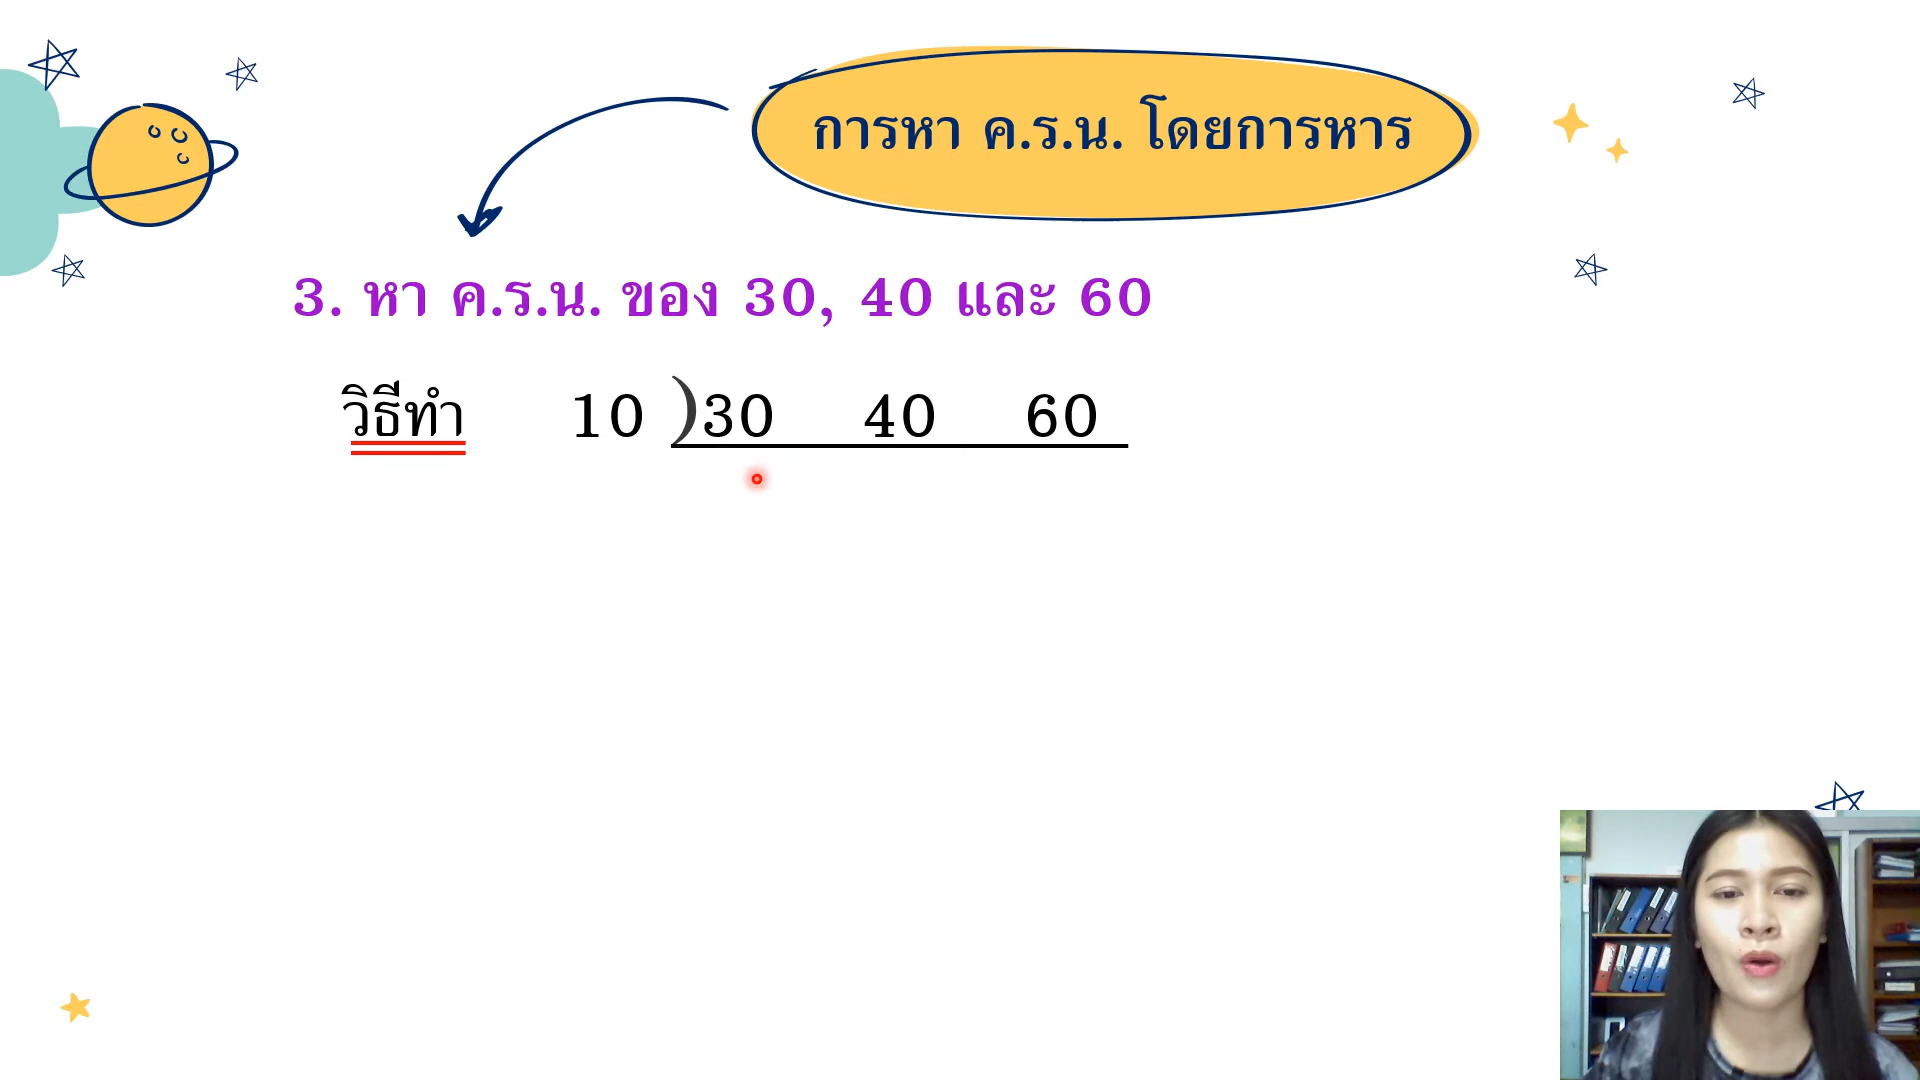 การหา ค.ร.น. โดยการหาร
3. หา ค.ร.น. ของ 30, 40 และ 60
วิธีทำ 10 ) 30 40 60